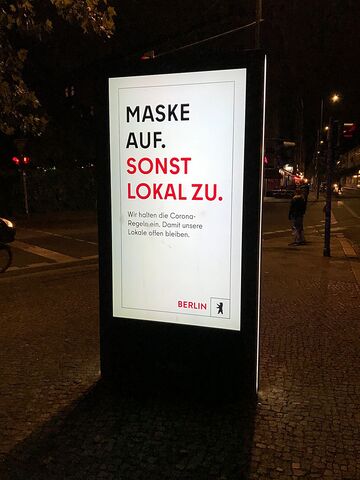 MASKE
AUF.
SONST
LOKAL ZU.
Wir halten die Corona-
Regeln ein. Damit unsere
Lokale offen bleiben.
BERLIN